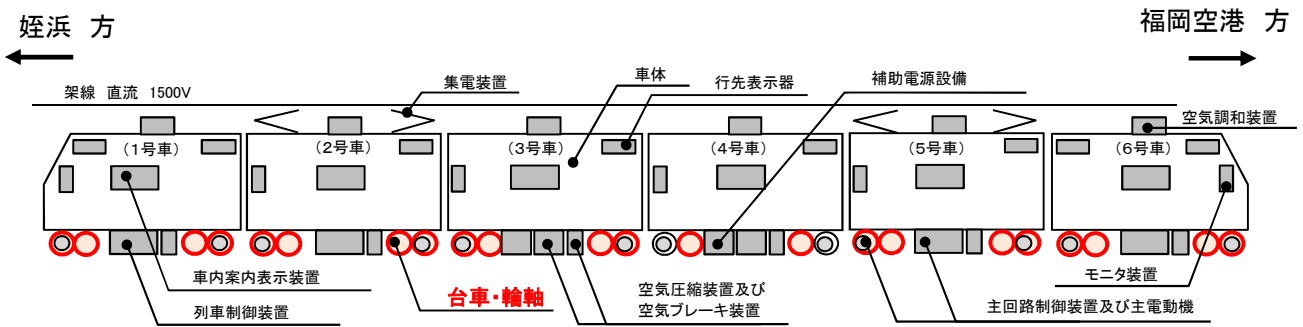 姪浜 方
福岡空港 方
架線 直流 1500V
集電装置
車体
行先表示器
補助電源設備
空気調和装置
（1号車）
（2号車）
（3号車）
（4号車）
（5号車）
（6号車）
車内案内表示装置
列車制御装置
台車・輪軸
空気圧縮装置及び
空気ブレーキ装置
モニタ装置
主回路制御装置及び主電動機